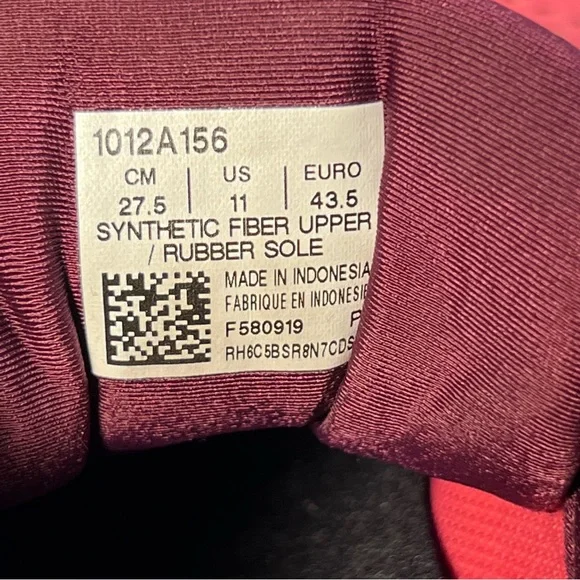 1012A156
CM | US | EURO
27.5 | 11 | 43.5
SYNTHETIC FIBER UPPER
/ RUBBER SOLE
MADE IN INDONESIA
FABRIQUE EN INDONESIE
F580919 P
RH6C5BSR8N7CDS